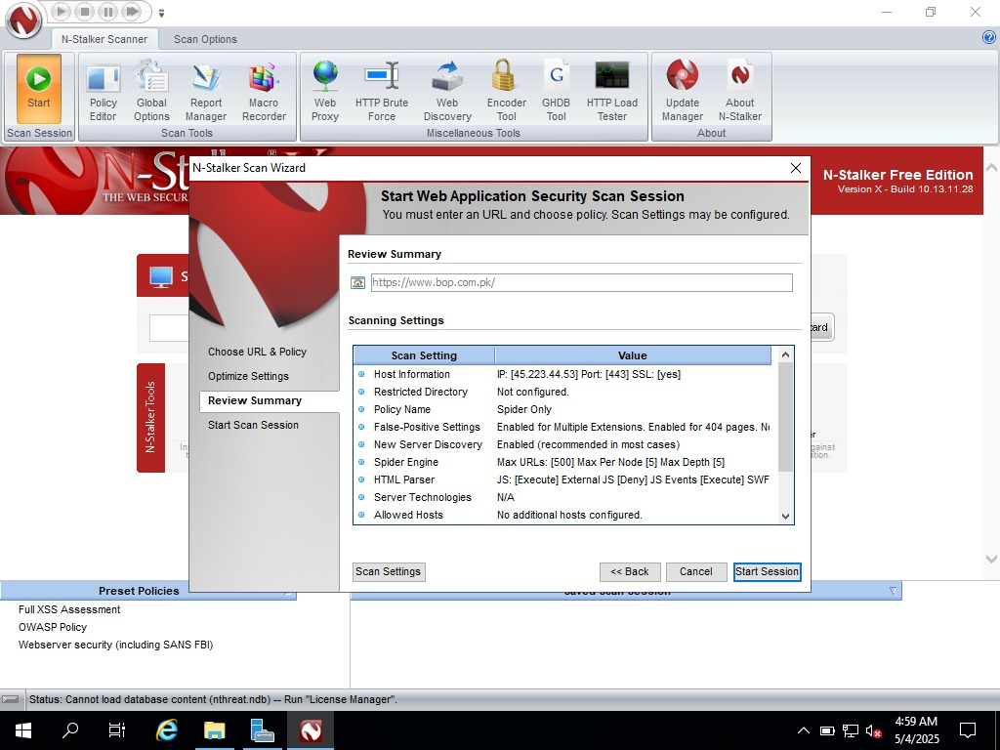 N-Stalker Scanner Scan Options
Start
Policy Editor
Global Options
Report Manager
Macro Recorder
Web Proxy
HTTP Brute Force
Web Discovery
Encoder Tool
GHDB Tool
HTTP Load Tester
Update Manager
About N-Stalker
Scan Session Scan Tools Miscellaneous Tools About
N-St
THE WEB SECUR
N-Stalker Free Edition
Version X - Build 10.13.11.28
N-Stalker Scan Wizard
Start Web Application Security Scan Session
You must enter an URL and choose policy. Scan Settings may be configured.
Choose URL & Policy
Optimize Settings
Review Summary
Start Scan Session
Review Summary
https://www.bop.com.pk/
Scanning Settings
Scan Setting Value
Host Information IP: [45.223.44.53] Port: [443] SSL: [yes]
Restricted Directory Not configured.
Policy Name Spider Only
False-Positive Settings Enabled for Multiple Extensions. Enabled for 404 pages. N
New Server Discovery Enabled (recommended in most cases)
Spider Engine Max URLs: [500] Max Per Node [5] Max Depth [5]
HTML Parser JS: [Execute] External JS [Deny] JS Events [Execute] SWF
Server Technologies N/A
Allowed Hosts No additional hosts configured.
Scan Settings << Back Cancel Start Session
S
ard
N-Stalker Tools
Preset Policies
Full XSS Assessment
OWASP Policy
Webserver security (including SANS FBI)
Saved Scan Session
Status: Cannot load database content (nthreat.ndb) -- Run "License Manager".
4:59 AM
5/4/2025